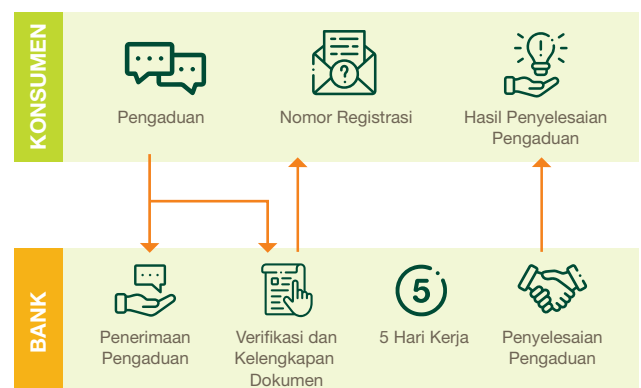 KONSUMEN
Pengaduan
Nomor Registrasi
Hasil Penyelesaian
Pengaduan
?
!
BANK
Penerimaan
Pengaduan
Verifikasi dan
Kelengkapan
Dokumen
5
5 Hari Kerja
Penyelesaian
Pengaduan